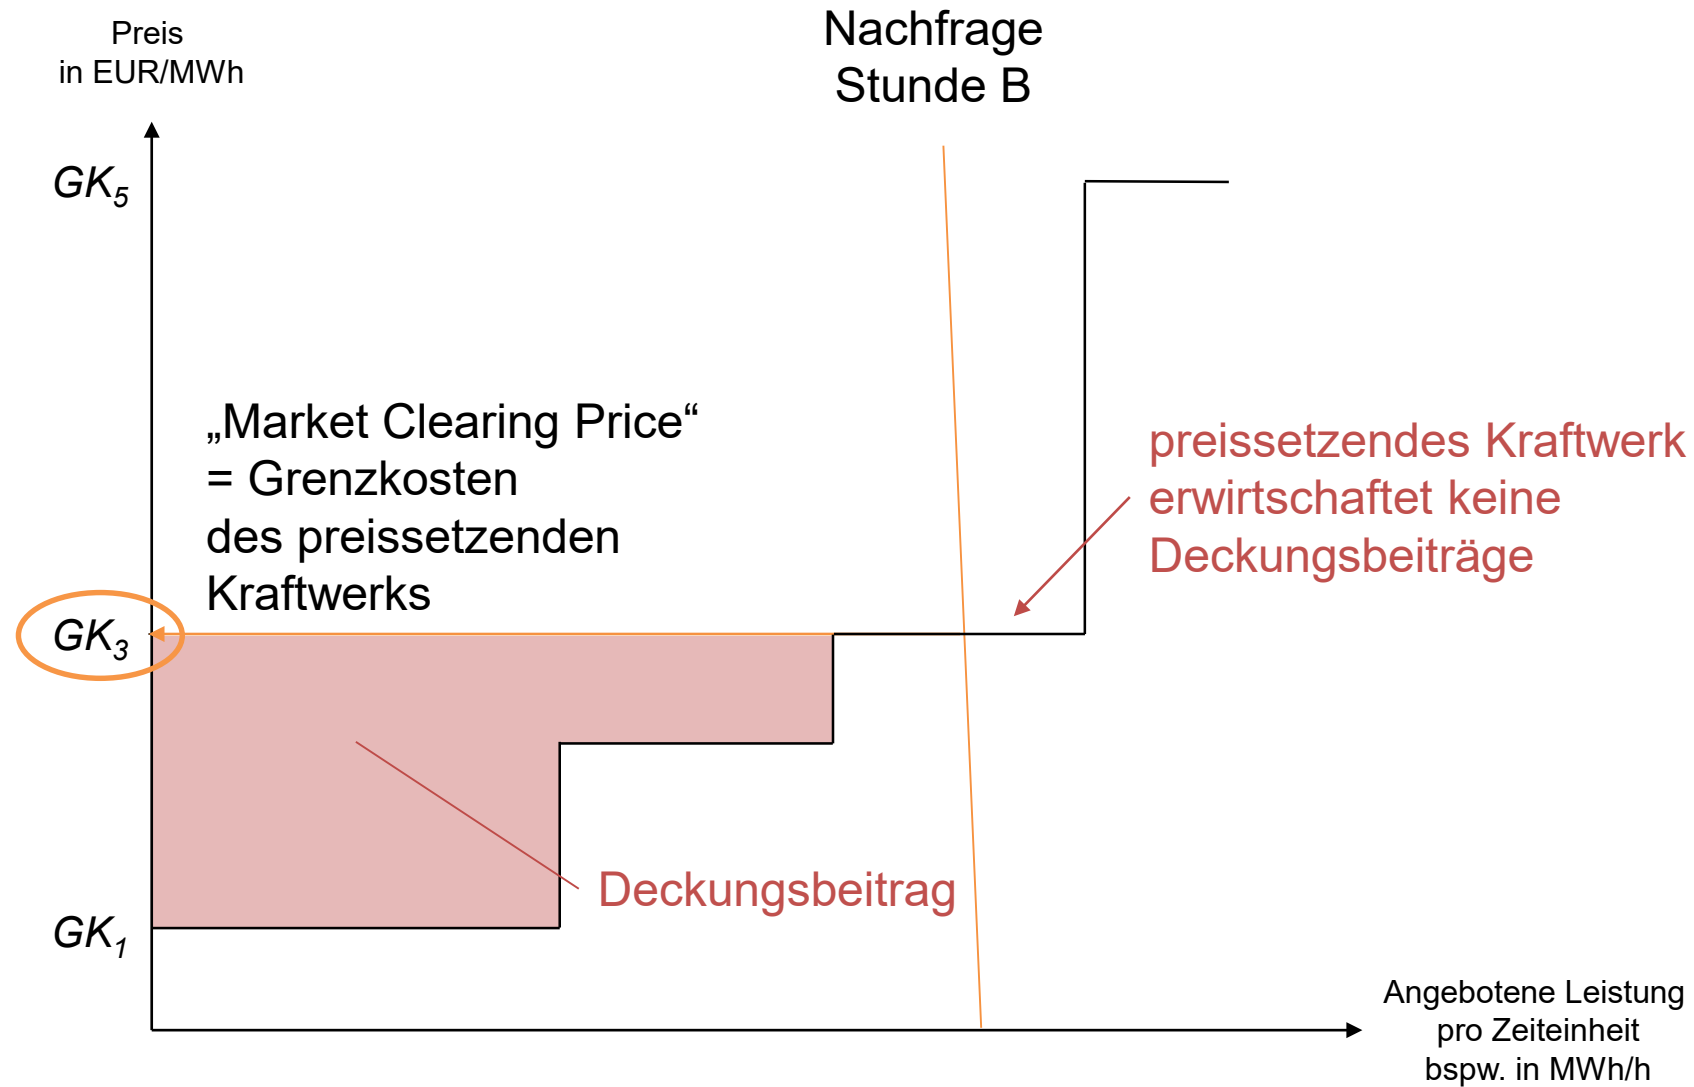 Preis
in EUR/MWh
Nachfrage
Stunde B
GK5
„Market Clearing Price“
= Grenzkosten
des preissetzenden
Kraftwerks
preissetzendes Kraftwerk
erwirtschaftet keine
Deckungsbeiträge
GK3
Deckungsbeitrag
GK1
Angebotene Leistung
pro Zeiteinheit
bspw. in MWh/h